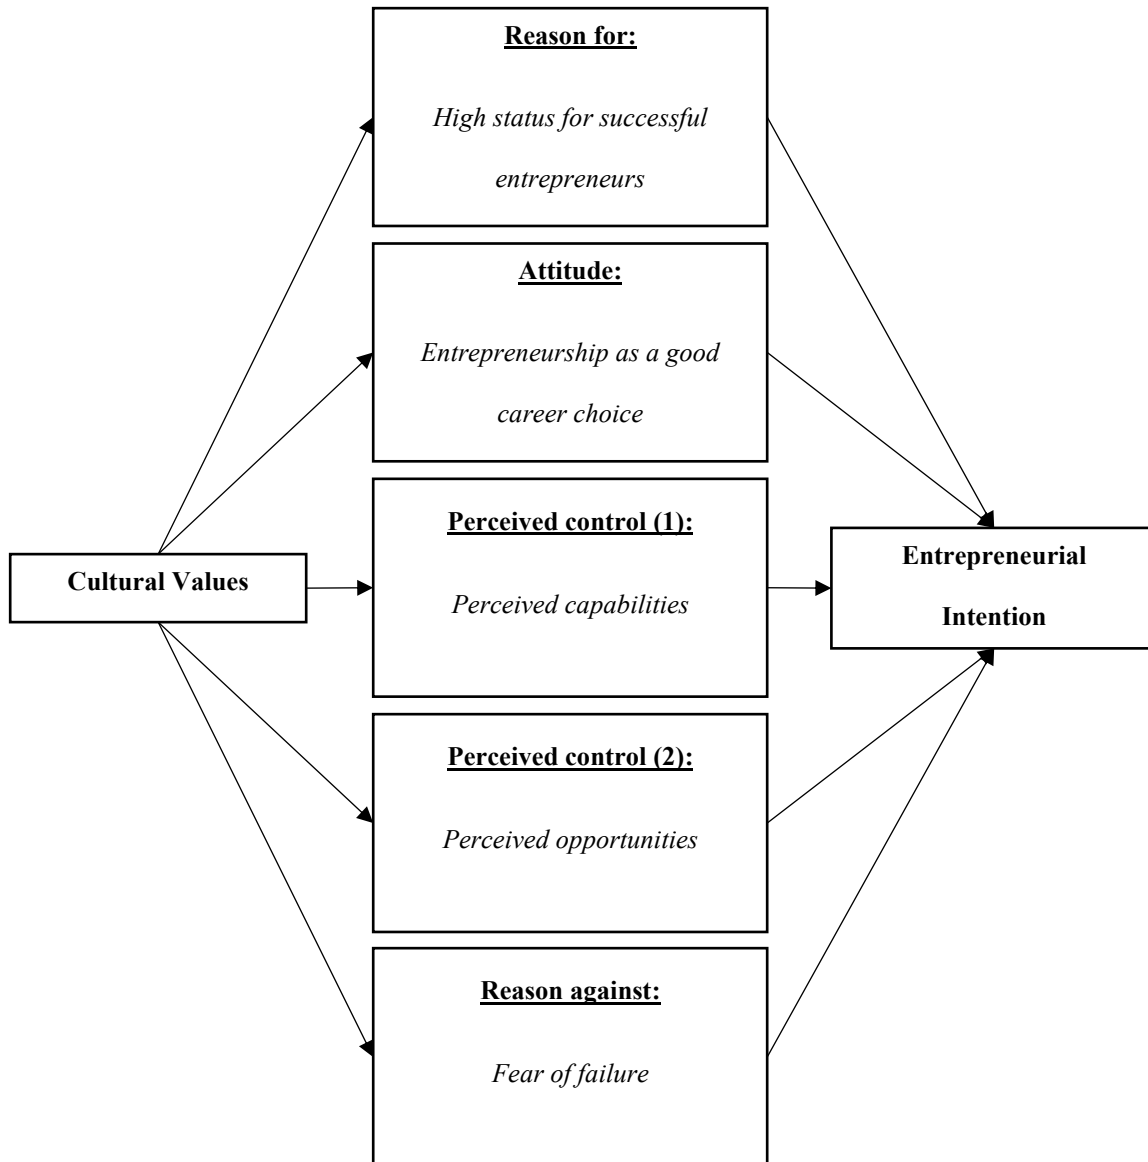 Reason for:
High status for successful
entrepreneurs
Attitude:
Entrepreneurship as a good
career choice
Perceived control (1):
Perceived capabilities
Cultural Values
Entrepreneurial
Intention
Perceived control (2):
Perceived opportunities
Reason against:
Fear of failure